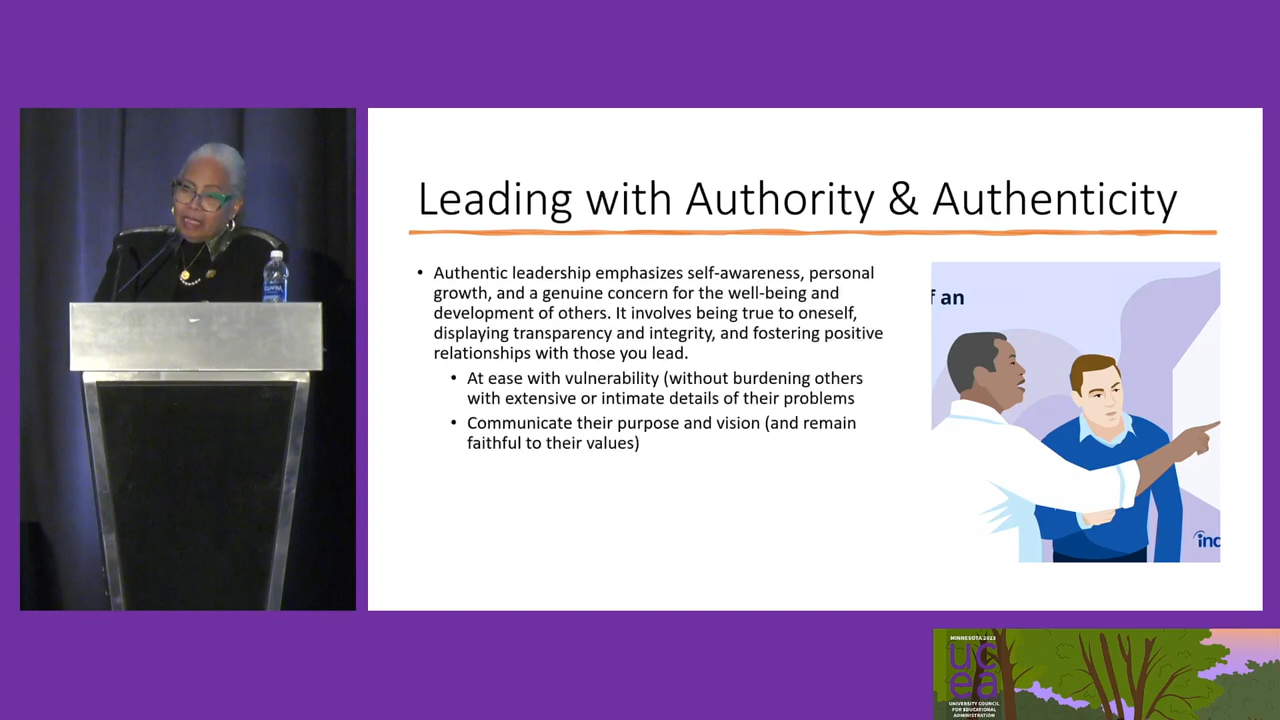 Leading with Authority & Authenticity
• Authentic leadership emphasizes self-awareness, personal
growth, and a genuine concern for the well-being and
development of others. It involves being true to oneself,
displaying transparency and integrity, and fostering positive
relationships with those you lead.
• At ease with vulnerability (without burdening others
with extensive or intimate details of their problems
• Communicate their purpose and vision (and remain
faithful to their values)
f an
inc
MINNESOTA 2023
uc
ea
UNIVERSITY COUNCIL
FOR EDUCATIONAL
ADMINISTRATION